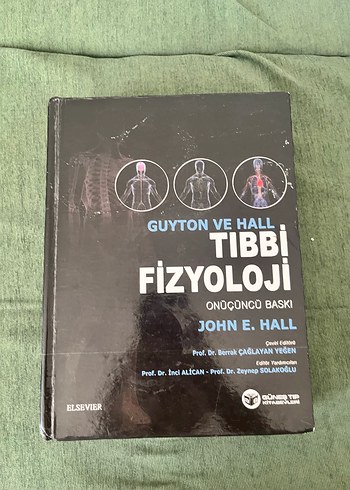 GUYTON VE HALL
TIBBİ
FİZYOLOJİ
ONÜÇÜNCÜ BASKI
JOHN E. HALL
Çeviri Editörü
Prof. Dr. Berrak ÇAĞLAYAN YEĞEN
Editör Yardımcıları
Prof. Dr. İnci ALİCAN - Prof. Dr. Zeynep SOLAKOĞLU
ELSEVIER
GÜNEŞ TIP
KİTABEVLERİ